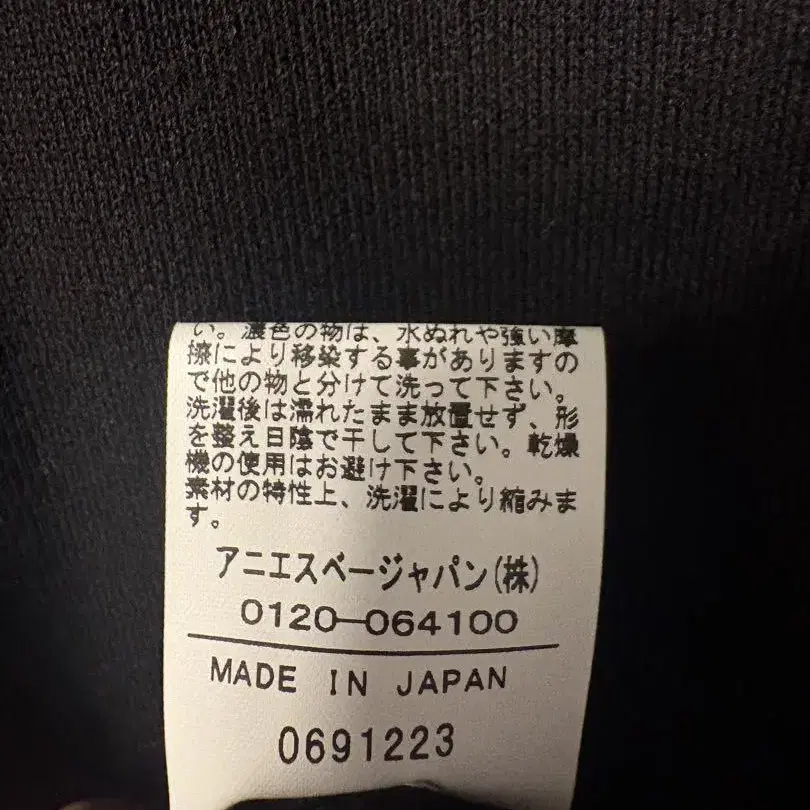 い。濃色の物は、水ぬれや強い摩
擦により移染する事がありますの
で他の物と分けて洗って下さい。
洗濯後は濡れたまま放置せず、形
を整え日陰で干して下さい。乾燥
機の使用はお避け下さい。
素材の特性上、洗濯により縮みま
す。
アニエスベージャパン(株)
0120-064100
MADE IN JAPAN
0691223